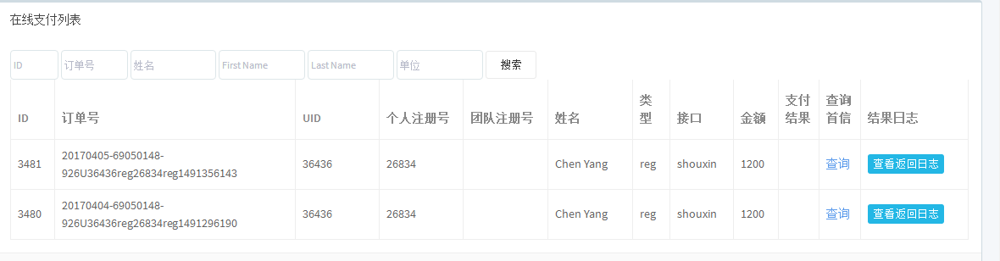 在线支付列表
ID 订单号 姓名 First Name Last Name 单位 搜索
ID 订单号 UID 个人注册号 团队注册号 姓名 类型 接口 金额 支付结果 查询首信 结果日志
3481 20170405-69050148-926U36436reg26834reg1491356143 36436 26834 Chen Yang reg shouxin 1200 查询 查看返回日志
3480 20170404-69050148-926U36436reg26834reg1491296190 36436 26834 Chen Yang reg shouxin 1200 查询 查看返回日志